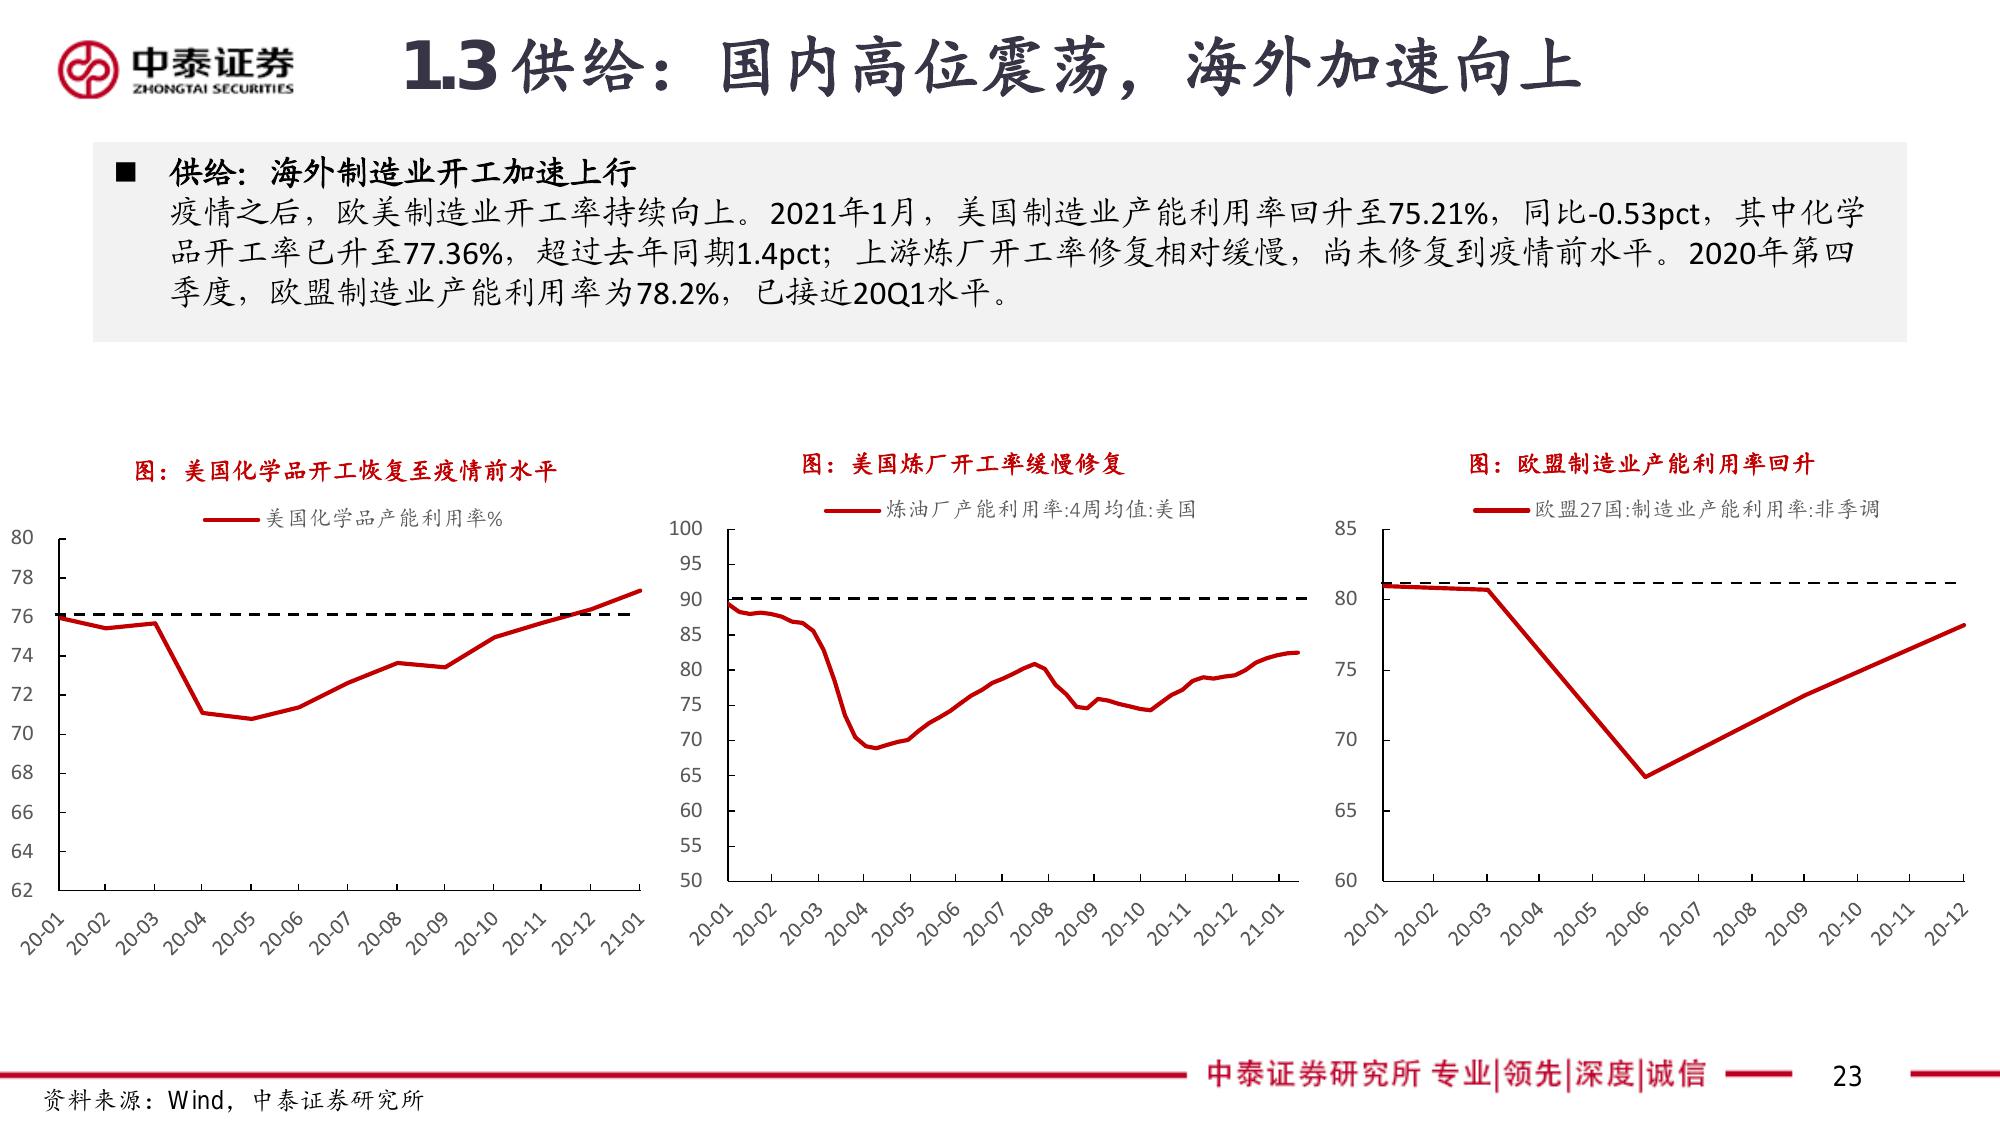 中泰证券
ZHONGTAI SECURITIES
1.3供给：国内高位震荡，海外加速向上
■ 供给：海外制造业开工加速上行
疫情之后，欧美制造业开工率持续向上。2021年1月，美国制造业产能利用率回升至75.21%，同比-0.53pct，其中化学
品开工率已升至77.36%，超过去年同期1.4pct；上游炼厂开工率修复相对缓慢，尚未修复到疫情前水平。2020年第四
季度，欧盟制造业产能利用率为78.2%，已接近20Q1水平。
图：美国化学品开工恢复至疫情前水平
美国化学品产能利用率%
80
78
76
74
72
70
68
66
64
62
20-01 20-02 20-03 20-04 20-05 20-06 20-07 20-08 20-09 20-10 20-11 20-12 21-01
图：美国炼厂开工率缓慢修复
炼油厂产能利用率:4周均值:美国
100
95
90
85
80
75
70
65
60
55
50
20-01 20-02 20-03 20-04 20-05 20-06 20-07 20-08 20-09 20-10 20-11 20-12 21-01
图：欧盟制造业产能利用率回升
欧盟27国:制造业产能利用率:非季调
85
80
75
70
65
60
20-01 20-02 20-03 20-04 20-05 20-06 20-07 20-08 20-09 20-10 20-11 20-12
中泰证券研究所 专业|领先|深度|诚信
23
资料来源：Wind，中泰证券研究所